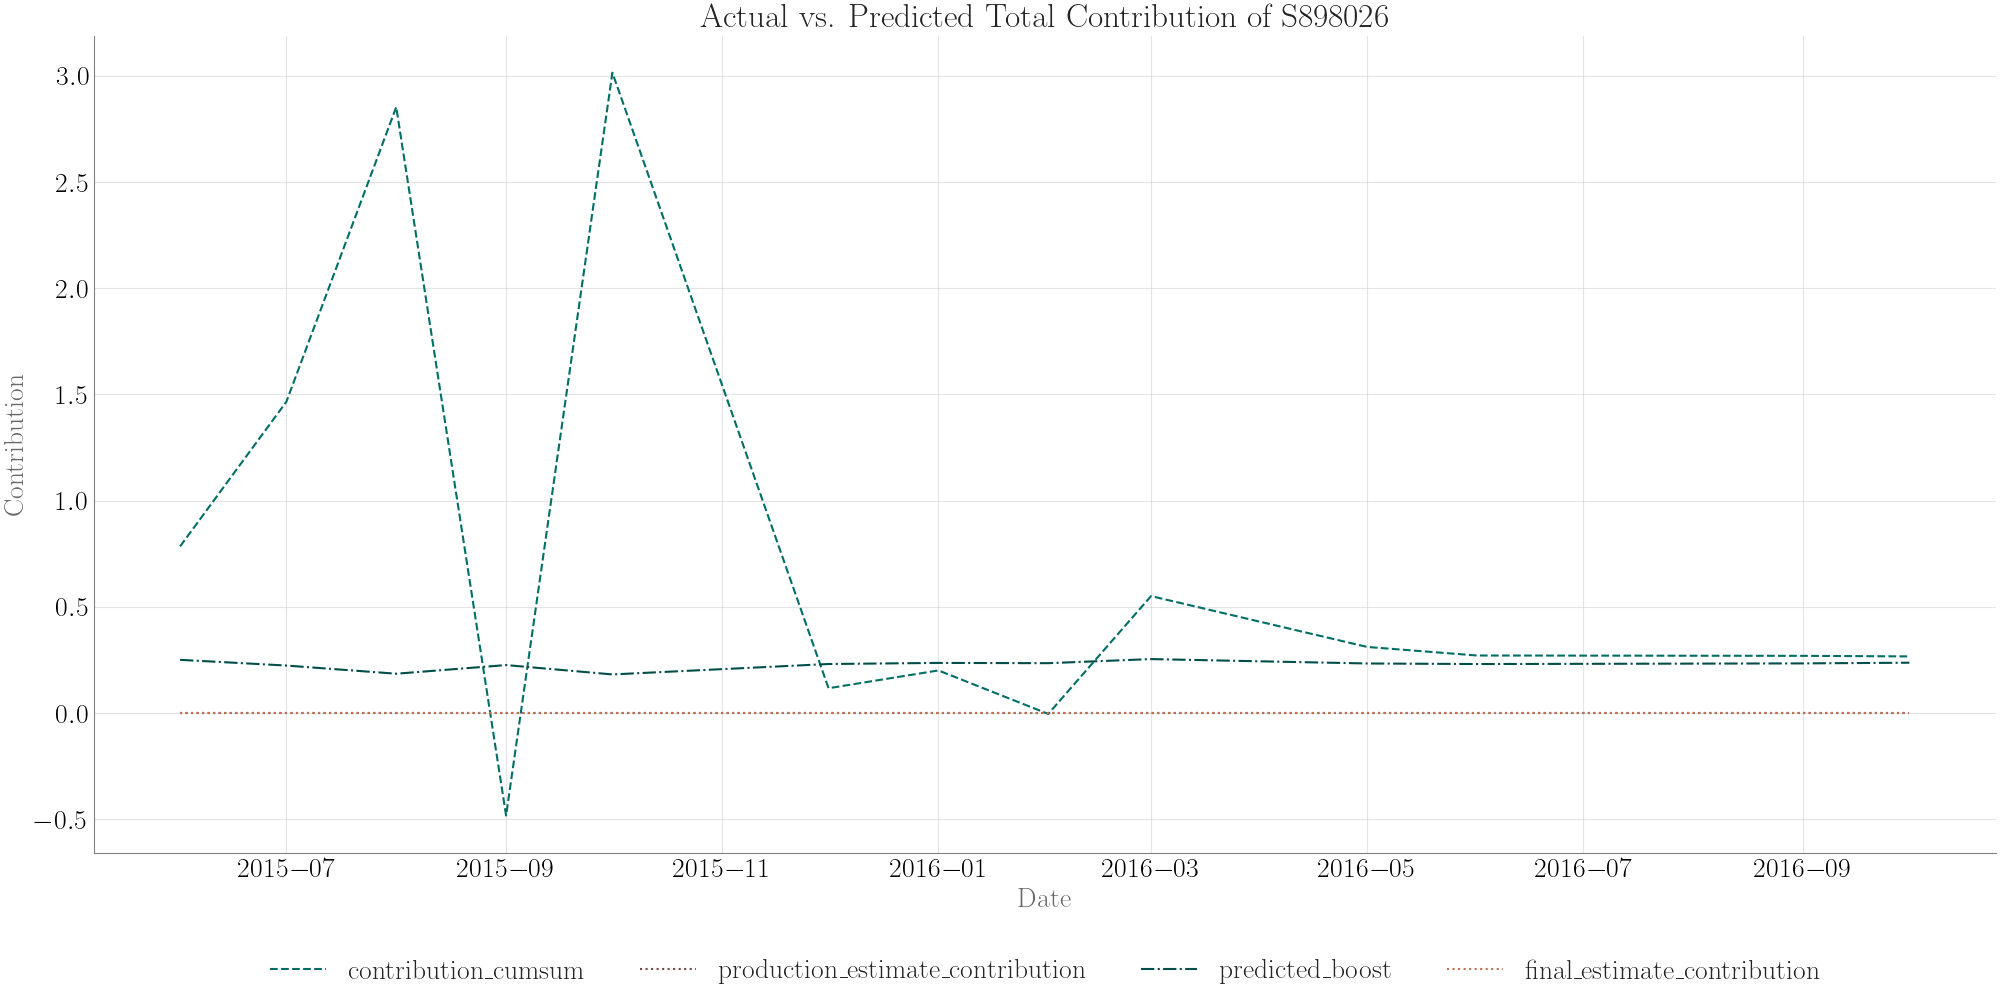 Actual vs. Predicted Total Contribution of S898026
Contribution
3.0
2.5
2.0
1.5
1.0
0.5
0.0
−0.5
2015−07 2015−09 2015−11 2016−01 2016−03 2016−05 2016−07 2016−09
Date
contribution_cumsum production_estimate_contribution predicted_boost final_estimate_contribution